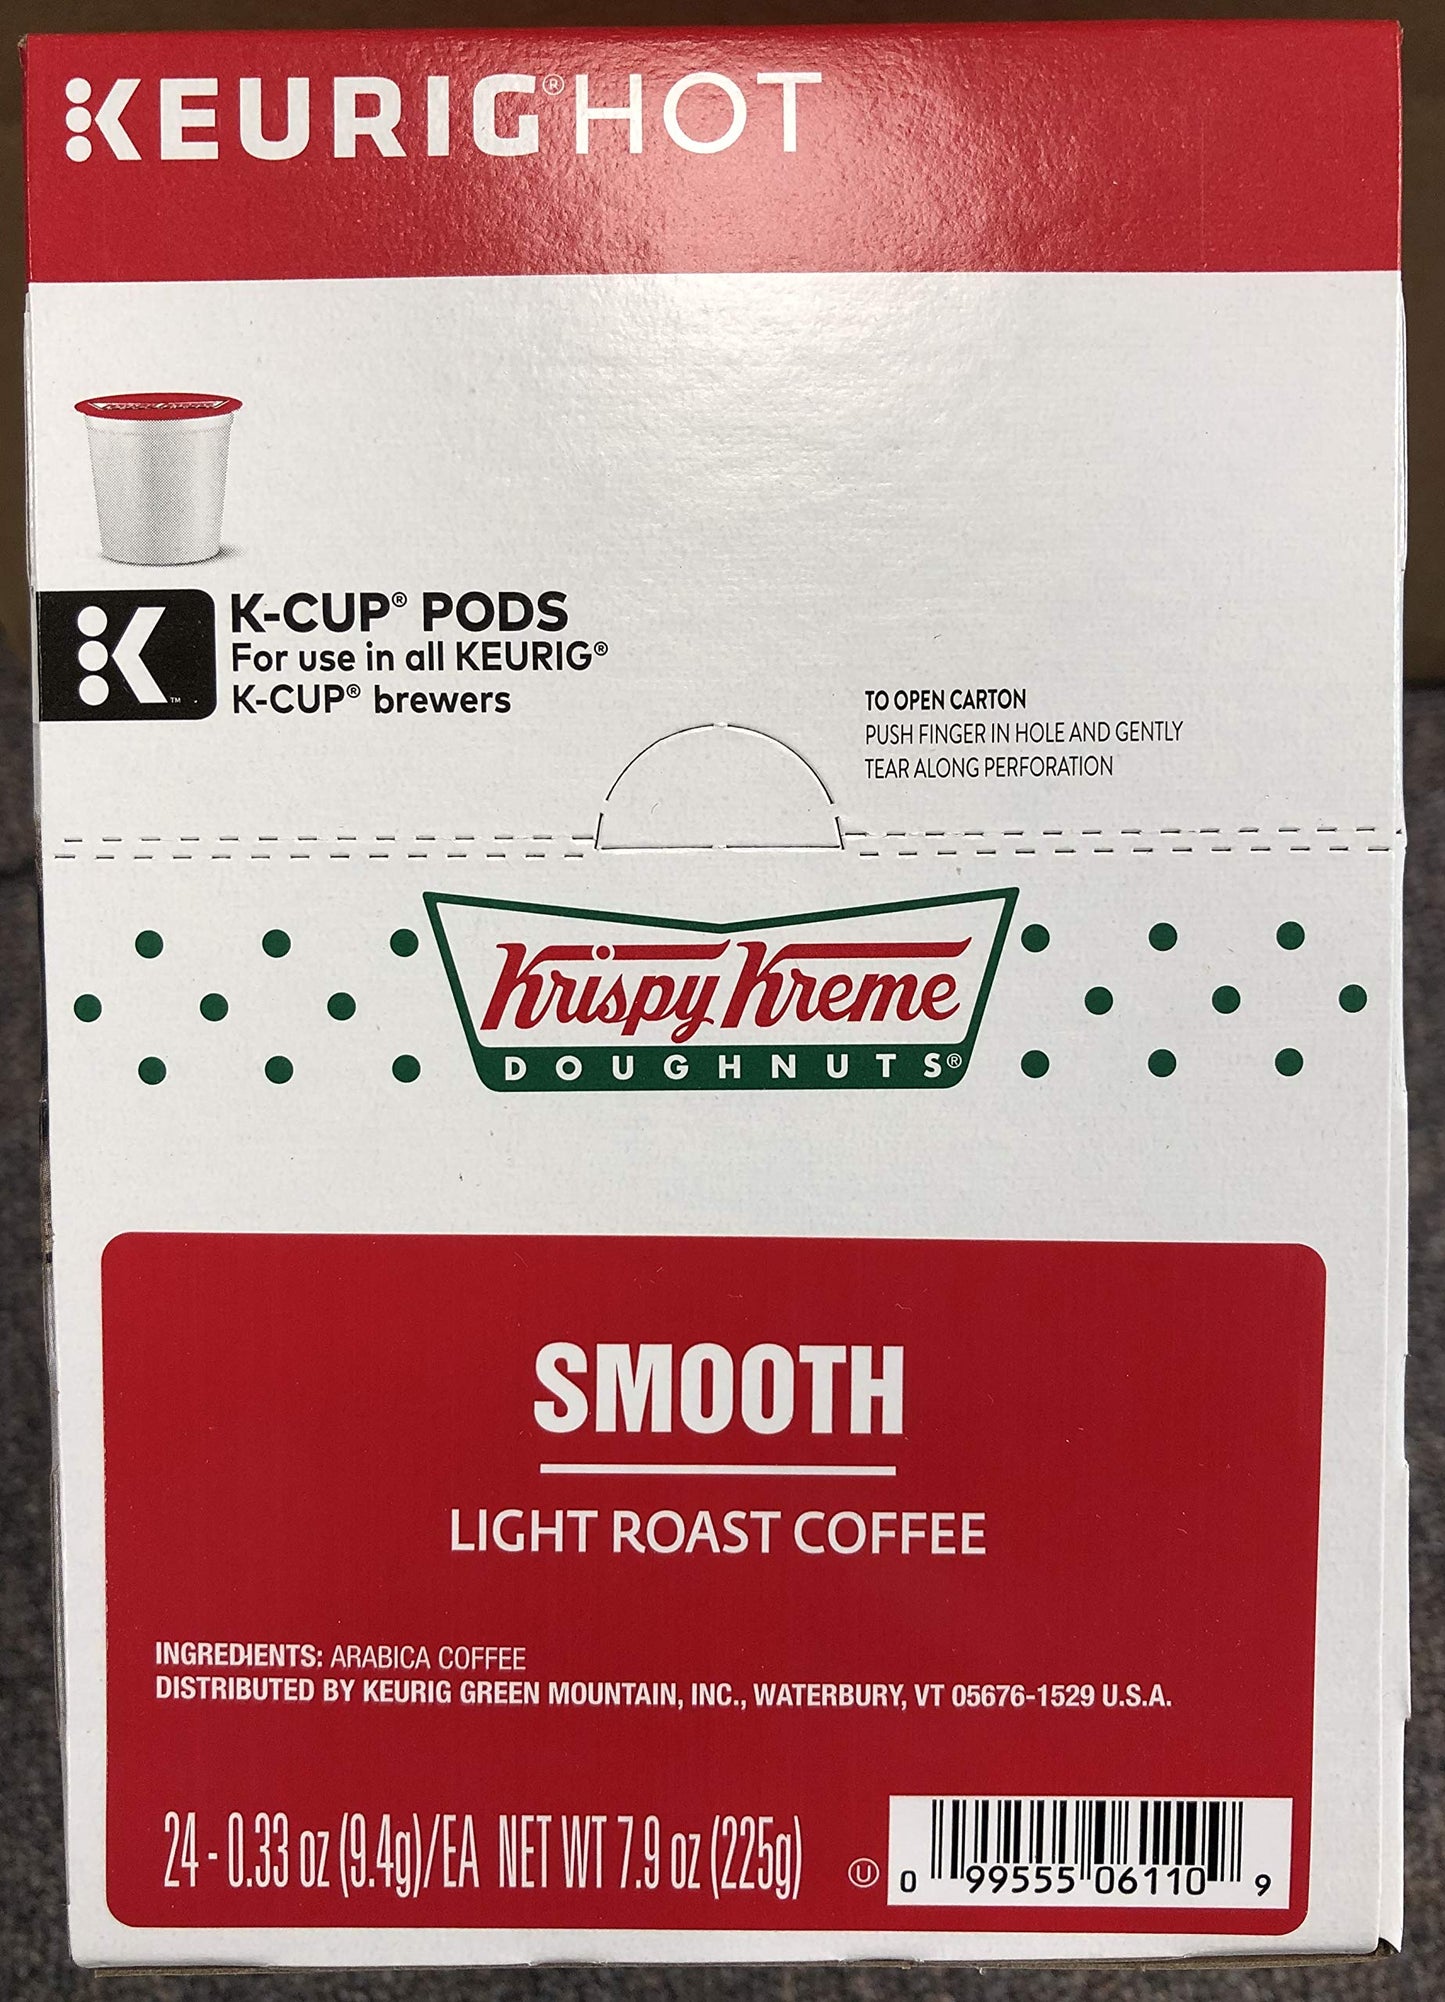 KEURIG® HOT
K-CUP® PODS
For use in all KEURIG®
K-CUP® brewers
™
TO OPEN CARTON
PUSH FINGER IN HOLE AND GENTLY
TEAR ALONG PERFORATION
Krispy Kreme
DOUGHNUTS®
SMOOTH
LIGHT ROAST COFFEE
INGREDIENTS: ARABICA COFFEE
DISTRIBUTED BY KEURIG GREEN MOUNTAIN, INC., WATERBURY, VT 05676-1529 U.S.A.
24 - 0.33 oz (9.4g)/EA NET WT 7.9 oz (225g)
Ⓤ
0 99555 06110 9